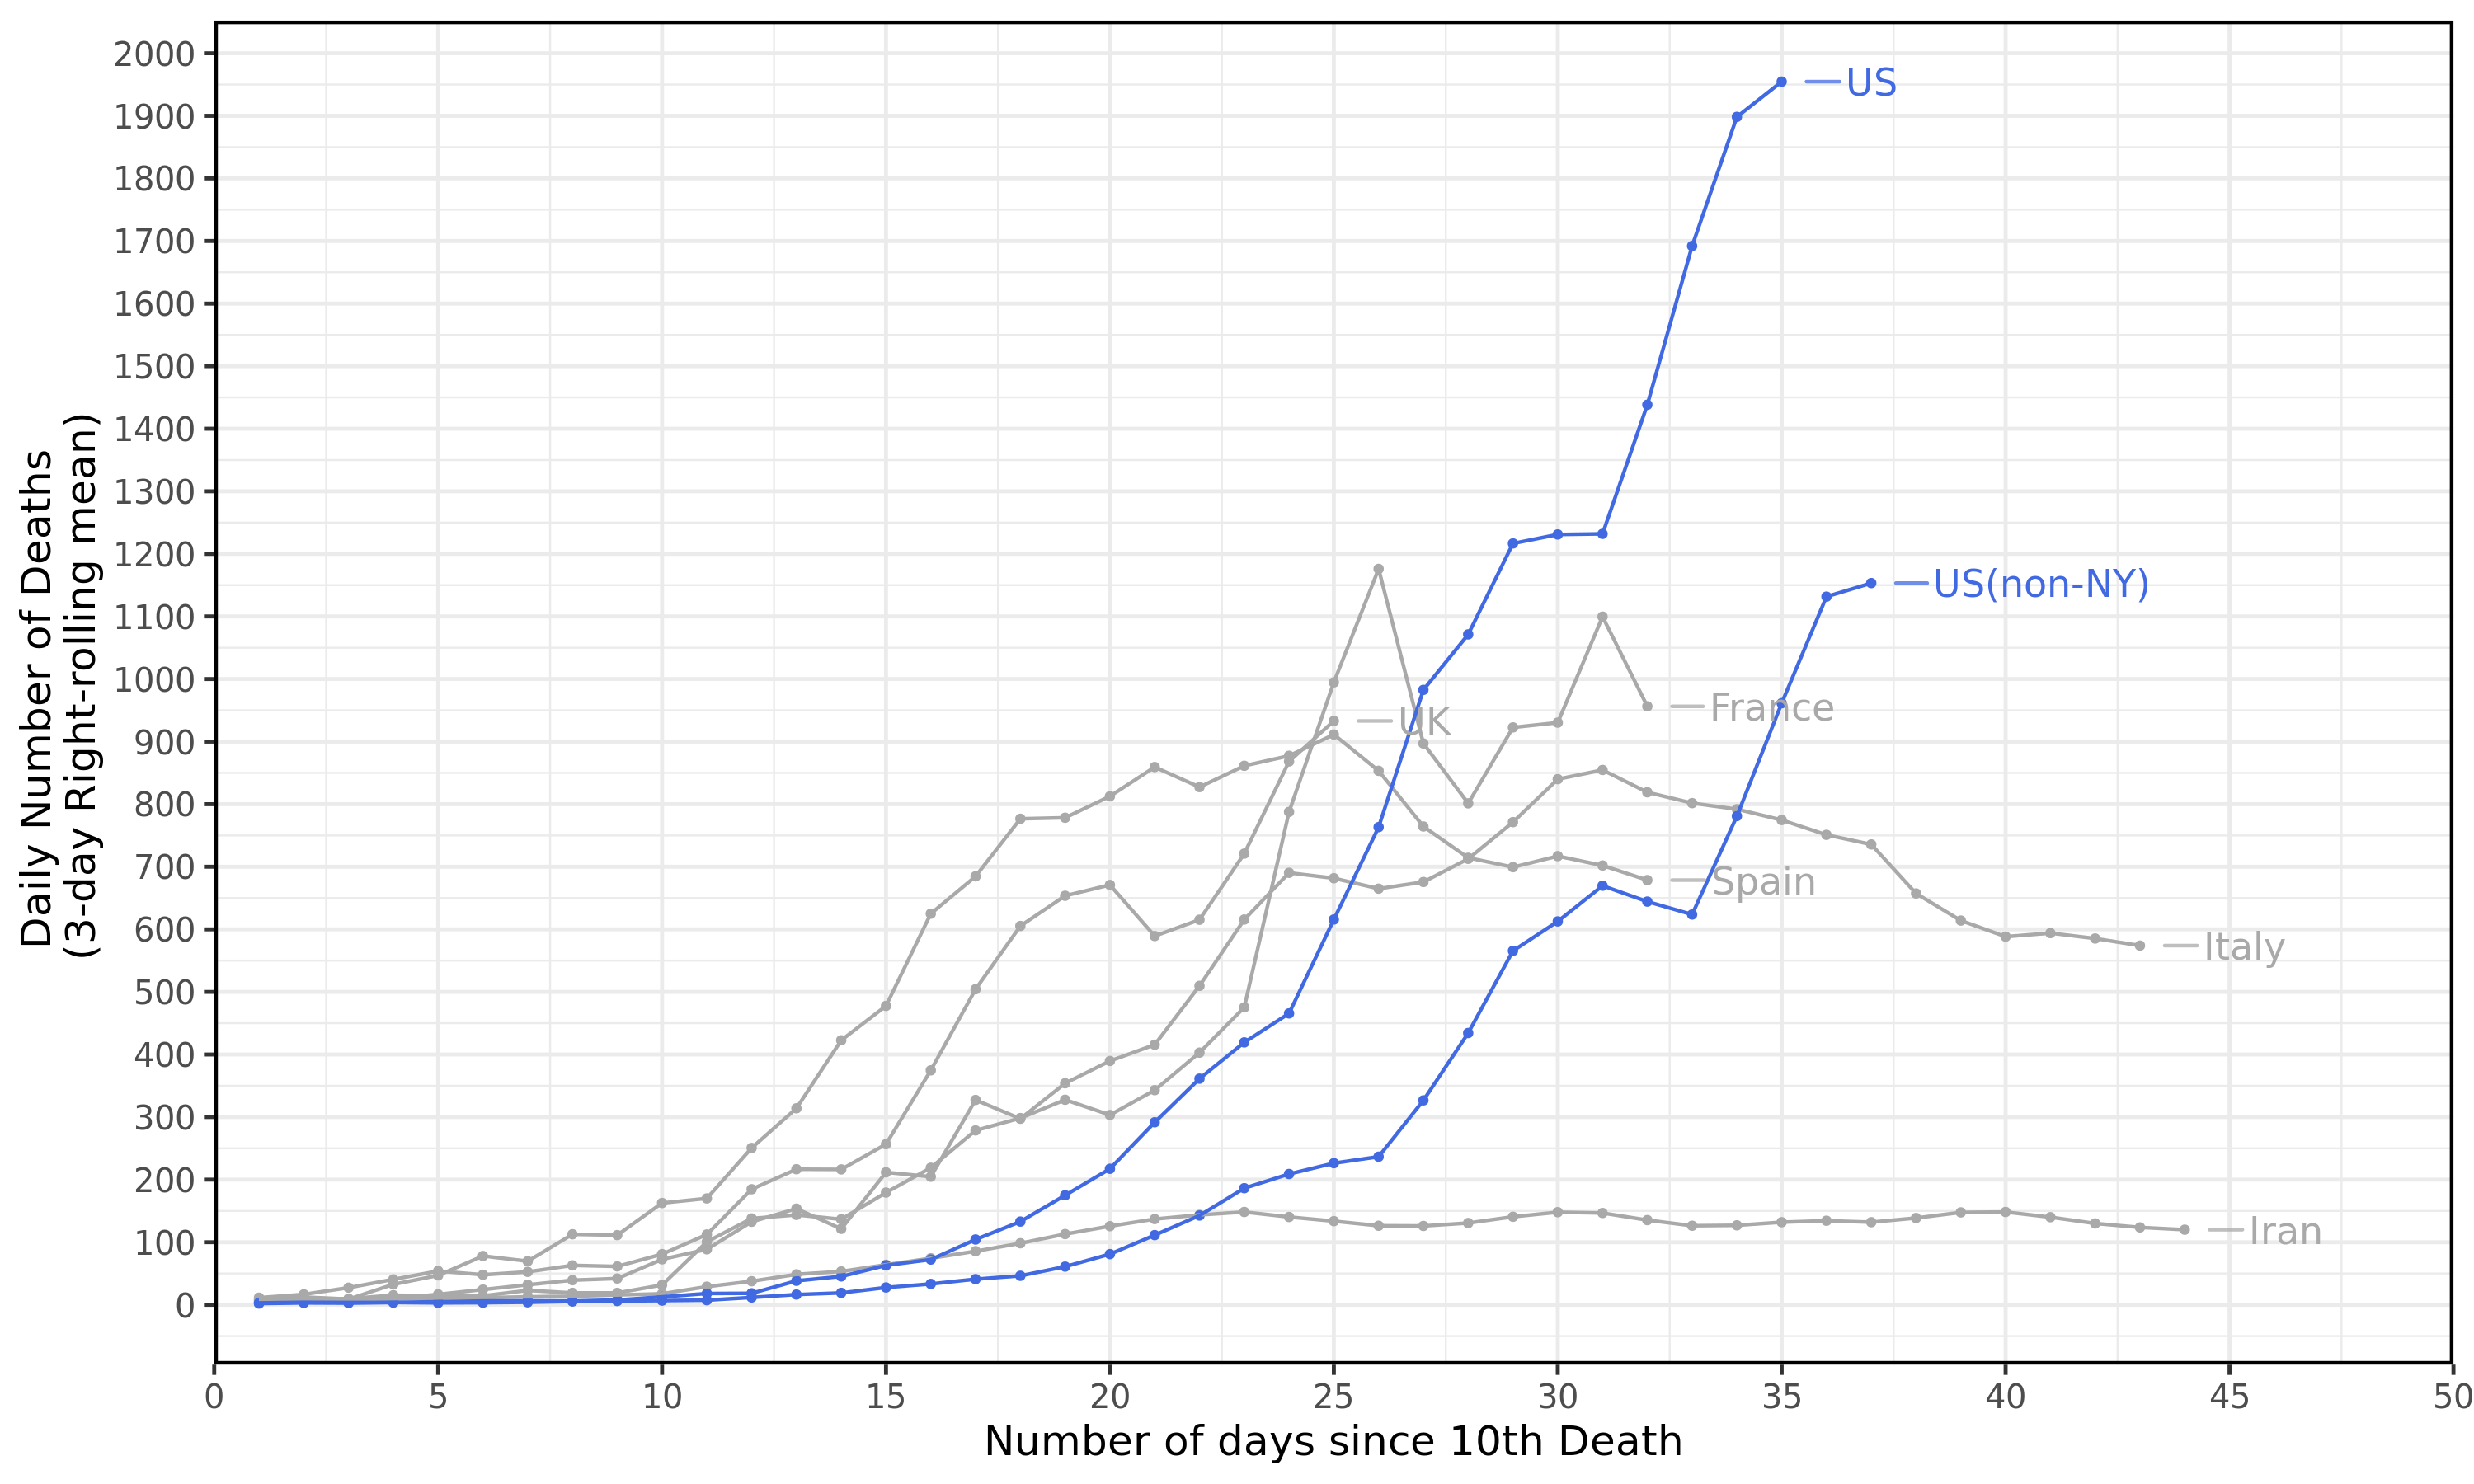 Daily Number of Deaths
(3-day Right-rolling mean)
2000
1900
1800
1700
1600
1500
1400
1300
1200
1100
1000
900
800
700
600
500
400
300
200
100
0
US
US(non-NY)
France
UK
Spain
Italy
Iran
0 5 10 15 20 25 30 35 40 45 50
Number of days since 10th Death